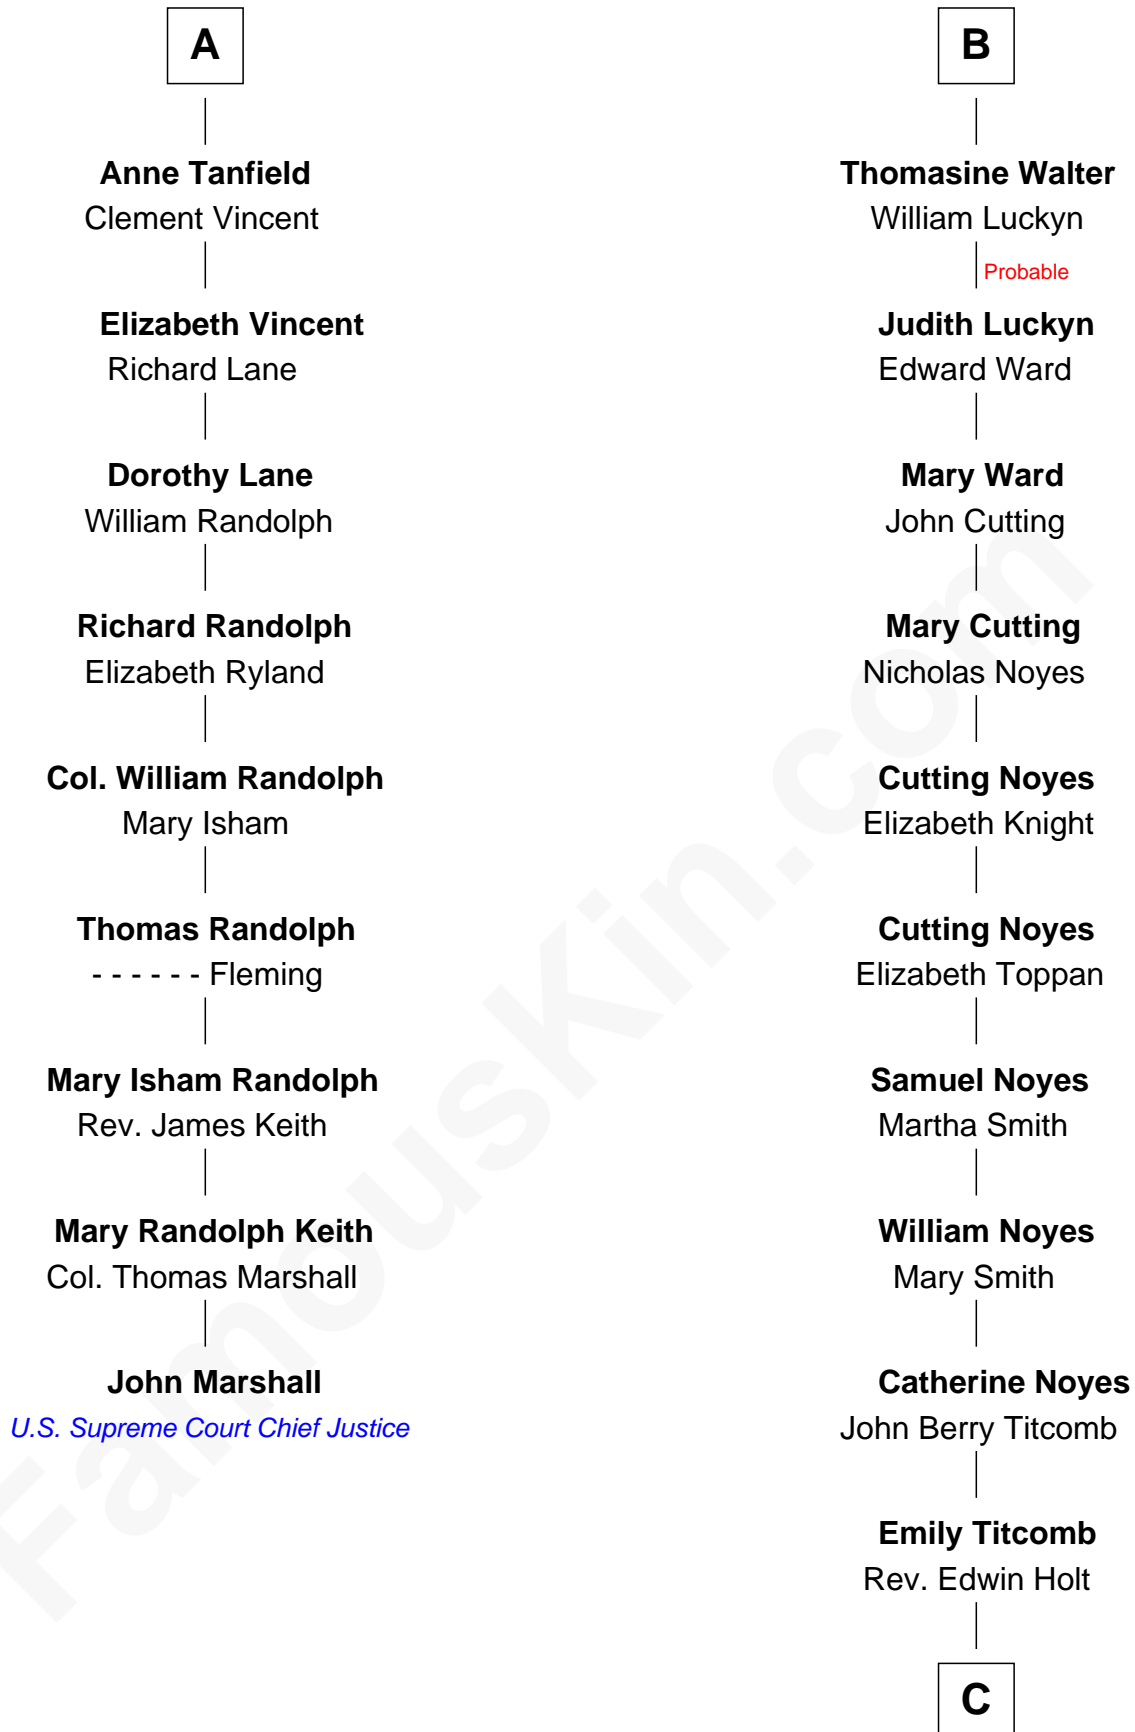 A
Anne Tanfield
Clement Vincent
Elizabeth Vincent
Richard Lane
Dorothy Lane
William Randolph
Richard Randolph
Elizabeth Ryland
Col. William Randolph
Mary Isham
Thomas Randolph
- - - - - - Fleming
Mary Isham Randolph
Rev. James Keith
Mary Randolph Keith
Col. Thomas Marshall
John Marshall
U.S. Supreme Court Chief Justice
B
Thomasine Walter
William Luckyn
Probable
Judith Luckyn
Edward Ward
Mary Ward
John Cutting
Mary Cutting
Nicholas Noyes
Cutting Noyes
Elizabeth Knight
Cutting Noyes
Elizabeth Toppan
Samuel Noyes
Martha Smith
William Noyes
Mary Smith
Catherine Noyes
John Berry Titcomb
Emily Titcomb
Rev. Edwin Holt
C
FamousKin.com